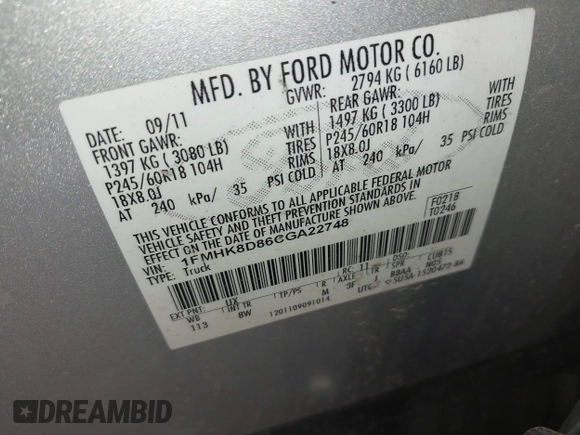 MFD. BY FORD MOTOR CO.
DATE: 09/11
GVWR: 2794 KG ( 6160 LB)
FRONT GAWR:
1397 KG ( 3080 LB)
P245/60R18 104H
18X8.0J
AT 240 kPa/ 35 PSI COLD
WITH
TIRES
RIMS
REAR GAWR:
1497 KG ( 3300 LB)
P245/60R18 104H
18X8.0J
AT 240 kPa/ 35 PSI COLD
WITH
TIRES
RIMS
THIS VEHICLE CONFORMS TO ALL APPLICABLE FEDERAL MOTOR
VEHICLE SAFETY AND THEFT PREVENTION STANDARDS IN
EFFECT ON THE DATE OF MANUFACTURE SHOWN ABOVE.
VIN: 1FMHK8D86CGA22748
TYPE: Truck
F0218
T0246
EXT PNT: UX RC: 11 DSO:
WB INT TR TP/PS R AXLE TR SPR
113 BW M 3F J BBAA
1201109091014 UTC
DREAMBID